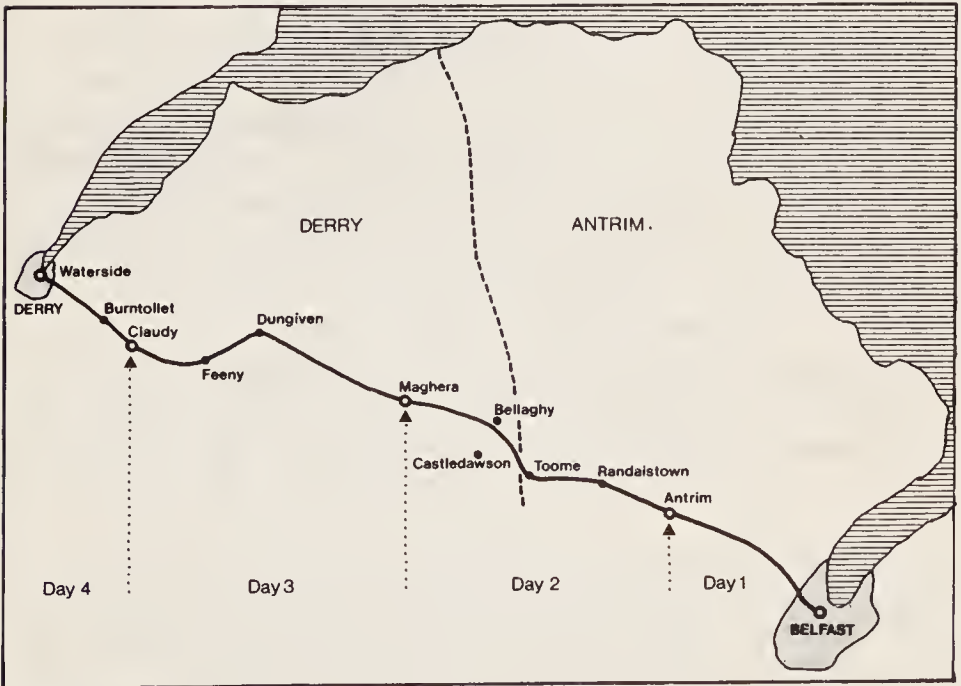 DERRY
ANTRIM.
Waterside
DERRY
Burntollet
Claudy
Dungiven
Feeny
Maghera
Bellaghy
Castledawson
Toome
Randalstown
Antrim
Day 4
Day 3
Day 2
Day 1
BELFAST